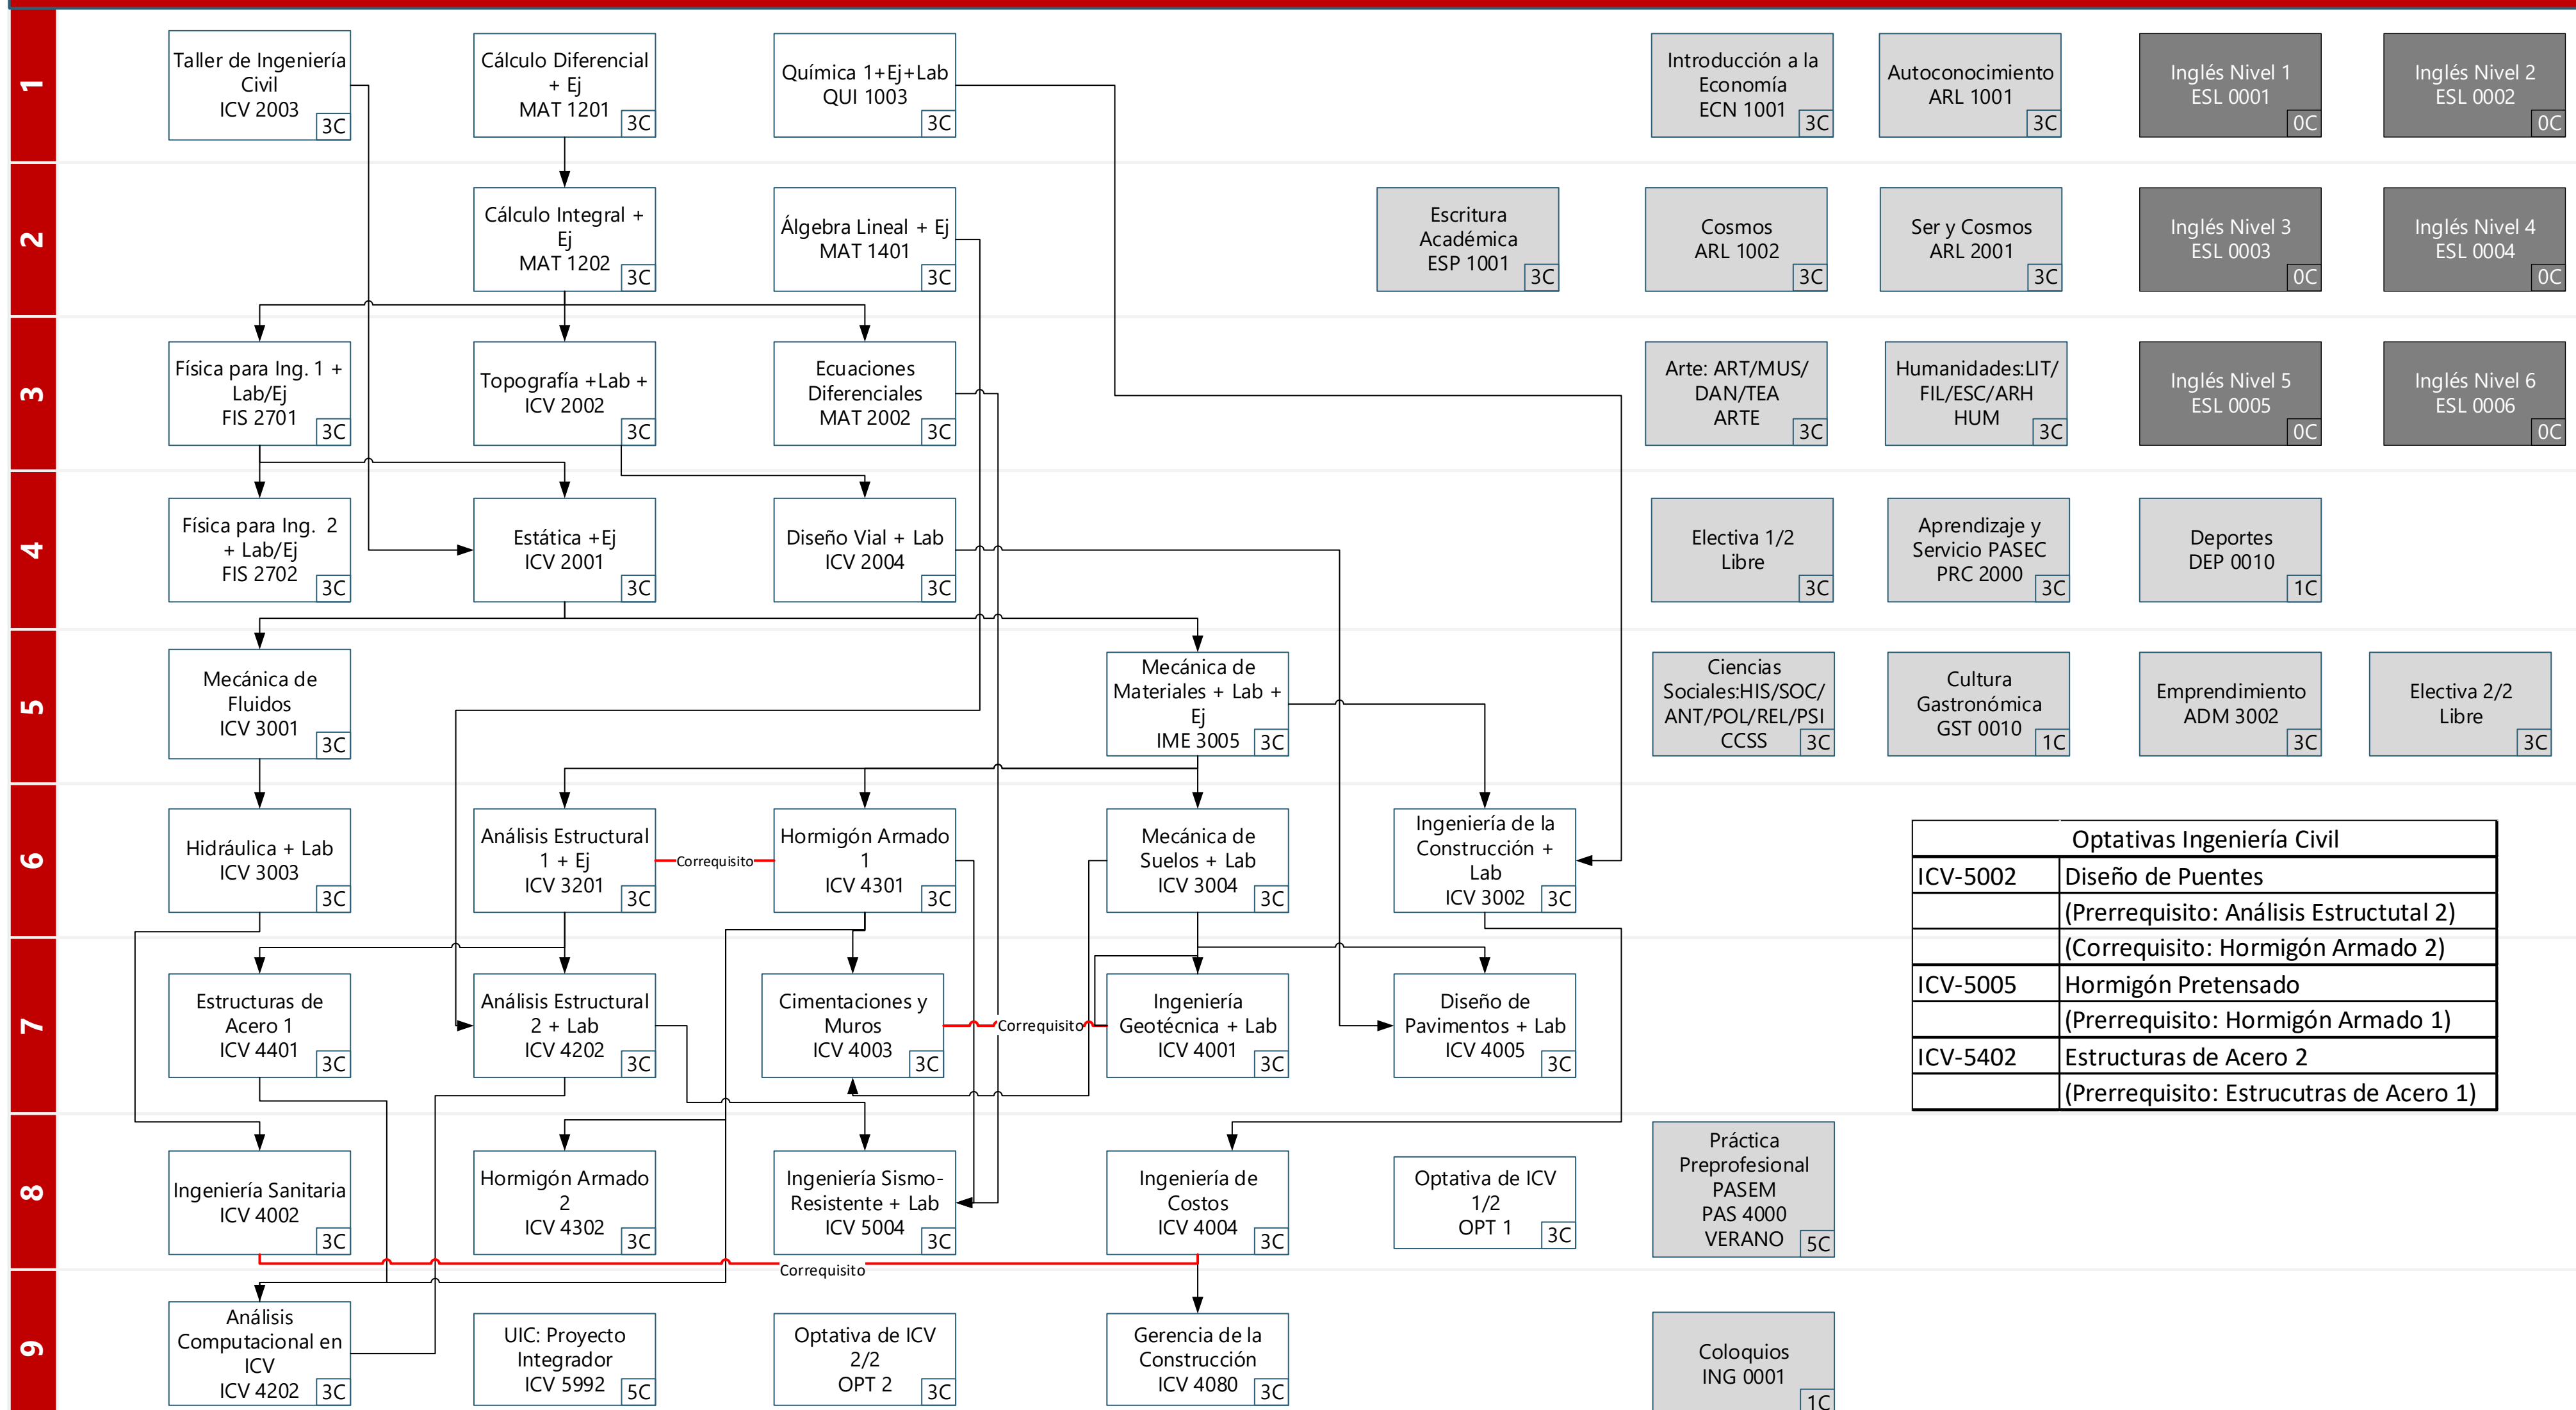 1
Taller de Ingeniería
Civil
ICV 2003
3C
Cálculo Diferencial
+ Ej
MAT 1201
3C
Química 1+Ej+Lab
QUI 1003
3C
Introducción a la
Economía
ECN 1001
3C
Autoconocimiento
ARL 1001
3C
Inglés Nivel 1
ESL 0001
0C
Inglés Nivel 2
ESL 0002
0C
2
Cálculo Integral +
Ej
MAT 1202
3C
Álgebra Lineal + Ej
MAT 1401
3C
Escritura
Académica
ESP 1001
3C
Cosmos
ARL 1002
3C
Ser y Cosmos
ARL 2001
3C
Inglés Nivel 3
ESL 0003
0C
Inglés Nivel 4
ESL 0004
0C
3
Física para Ing. 1 +
Lab/Ej
FIS 2701
3C
Topografía +Lab +
ICV 2002
3C
Ecuaciones
Diferenciales
MAT 2002
3C
Arte: ART/MUS/
DAN/TEA
ARTE
3C
Humanidades:LIT/
FIL/ESC/ARH
HUM
3C
Inglés Nivel 5
ESL 0005
0C
Inglés Nivel 6
ESL 0006
0C
4
Física para Ing. 2
+ Lab/Ej
FIS 2702
3C
Estática +Ej
ICV 2001
3C
Diseño Vial + Lab
ICV 2004
3C
Electiva 1/2
Libre
3C
Aprendizaje y
Servicio PASEC
PRC 2000
3C
Deportes
DEP 0010
1C
5
Mecánica de
Fluidos
ICV 3001
3C
Mecánica de
Materiales + Lab +
Ej
IME 3005
3C
Ciencias
Sociales:HIS/SOC/
ANT/POL/REL/PSI
CCSS
3C
Cultura
Gastronómica
GST 0010
1C
Emprendimiento
ADM 3002
3C
Electiva 2/2
Libre
3C
6
Hidráulica + Lab
ICV 3003
3C
Análisis Estructural
1 + Ej
ICV 3201
3C
Correquisito
Hormigón Armado
1
ICV 4301
3C
Mecánica de
Suelos + Lab
ICV 3004
3C
Ingeniería de la
Construcción +
Lab
ICV 3002
3C
Optativas Ingeniería Civil
ICV-5002 Diseño de Puentes
(Prerrequisito: Análisis Estructutal 2)
(Correquisito: Hormigón Armado 2)
ICV-5005 Hormigón Pretensado
(Prerrequisito: Hormigón Armado 1)
ICV-5402 Estructuras de Acero 2
(Prerrequisito: Estrucutras de Acero 1)
7
Estructuras de
Acero 1
ICV 4401
3C
Análisis Estructural
2 + Lab
ICV 4202
3C
Cimentaciones y
Muros
ICV 4003
3C
Correquisito
Ingeniería
Geotécnica + Lab
ICV 4001
3C
Diseño de
Pavimentos + Lab
ICV 4005
3C
8
Ingeniería Sanitaria
ICV 4002
3C
Hormigón Armado
2
ICV 4302
3C
Ingeniería Sismo-
Resistente + Lab
ICV 5004
3C
Ingeniería de
Costos
ICV 4004
3C
Optativa de ICV
1/2
OPT 1
3C
Práctica
Preprofesional
PASEM
PAS 4000
VERANO
5C
Correquisito
9
Análisis
Computacional en
ICV
ICV 4202
3C
UIC: Proyecto
Integrador
ICV 5992
5C
Optativa de ICV
2/2
OPT 2
3C
Gerencia de la
Construcción
ICV 4080
3C
Coloquios
ING 0001
1C